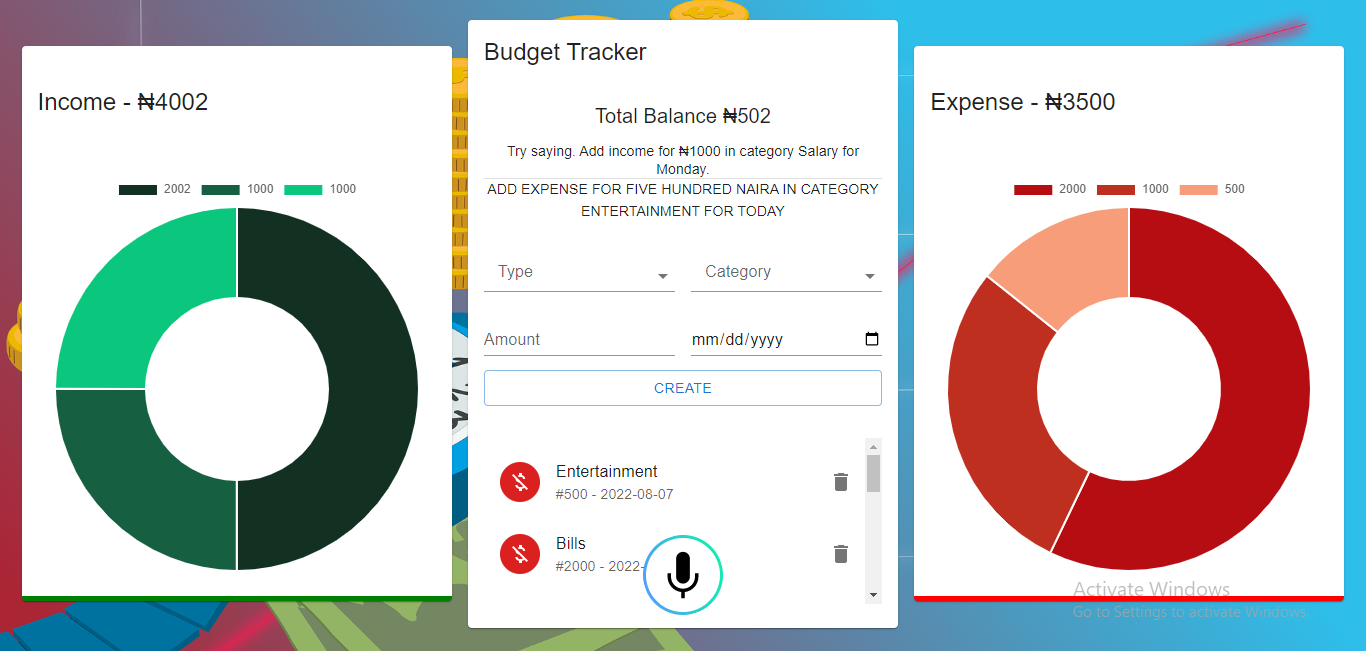 Income - ₦4002
2002 1000 1000
Budget Tracker
Total Balance ₦502
Try saying. Add income for ₦1000 in category Salary for
Monday.
ADD EXPENSE FOR FIVE HUNDRED NAIRA IN CATEGORY
ENTERTAINMENT FOR TODAY
Type Category
Amount mm/dd/yyyy
CREATE
Entertainment
#500 - 2022-08-07
Bills
#2000 - 2022-
Expense - ₦3500
2000 1000 500
Activate Windows
Go to Settings to activate Windows.